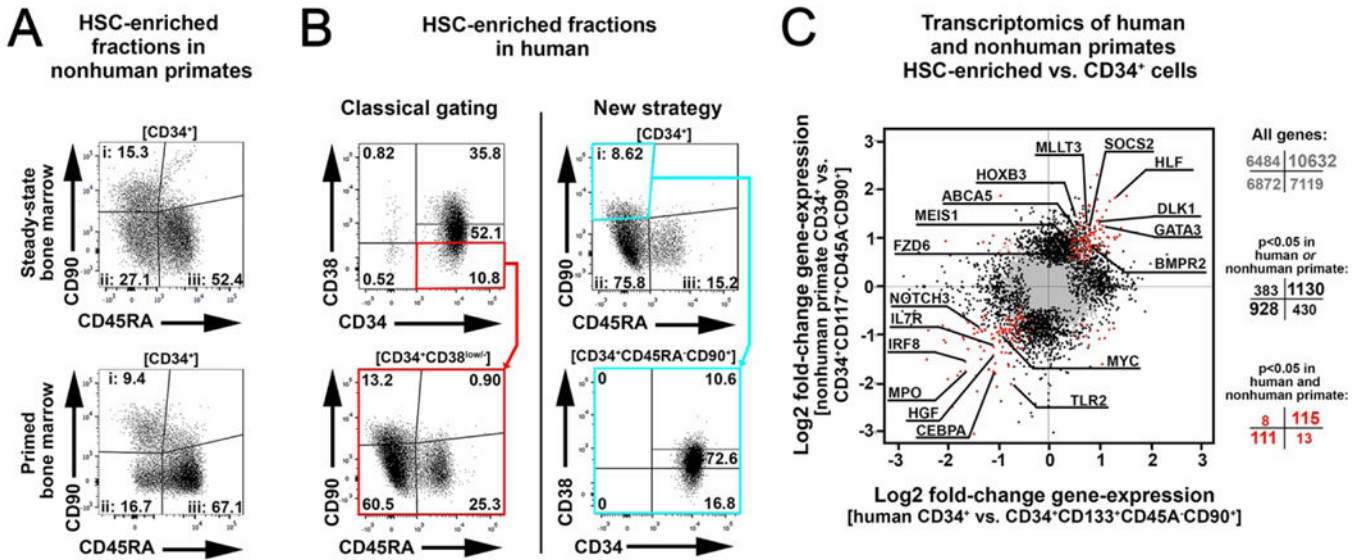 A
HSC-enriched
fractions in
nonhuman primates
[CD34+]
i: 15.3
ii: 27.1
iii: 52.4
Steady-state
bone marrow
CD90
CD45RA
[CD34+]
i: 9.4
ii: 16.7
iii: 67.1
Primed
bone marrow
CD90
CD45RA
B
HSC-enriched fractions
in human
Classical gating
0.82
35.8
52.1
0.52
10.8
CD38
CD34
[CD34+CD38low/-]
13.2
0.90
60.5
25.3
CD90
CD45RA
New strategy
[CD34+]
i: 8.62
ii: 75.8
iii: 15.2
CD90
CD45RA
[CD34+CD45RA-CD90+]
0
10.6
72.6
0
16.8
CD38
CD34
C
Transcriptomics of human
and nonhuman primates
HSC-enriched vs. CD34+ cells
Log2 fold-change gene-expression
[nonhuman primate CD34+ vs.
CD34+CD117+CD45A-CD90+]
3
2
1
0
-1
-2
-3
MLLT3
SOCS2
HOXB3
HLF
ABCA5
MEIS1
DLK1
GATA3
FZD6
BMPR2
NOTCH3
IL7R
IRF8
MYC
MPO
TLR2
HGF
CEBPA
-3 -2 -1 0 1 2 3
Log2 fold-change gene-expression
[human CD34+ vs. CD34+CD133+CD45A-CD90+]
All genes:
6484 10632
6872 7119
p<0.05 in
human or
nonhuman primate:
383 1130
928 430
p<0.05 in
human and
nonhuman primate:
8 115
111 13